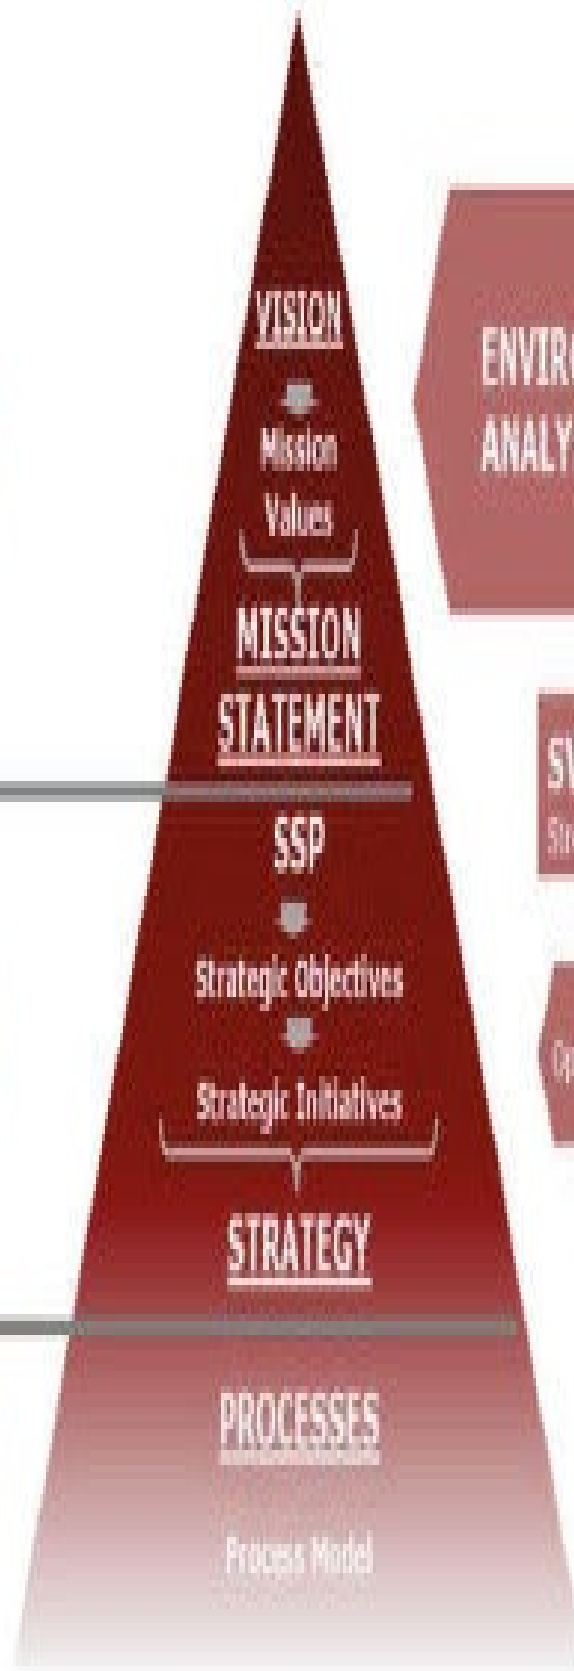 VISION
Mission
Values
MISSION
STATEMENT
SSP
Strategic Objectives
Strategic Initiatives
STRATEGY
PROCESSES
Process Model
ENVIR
ANALY